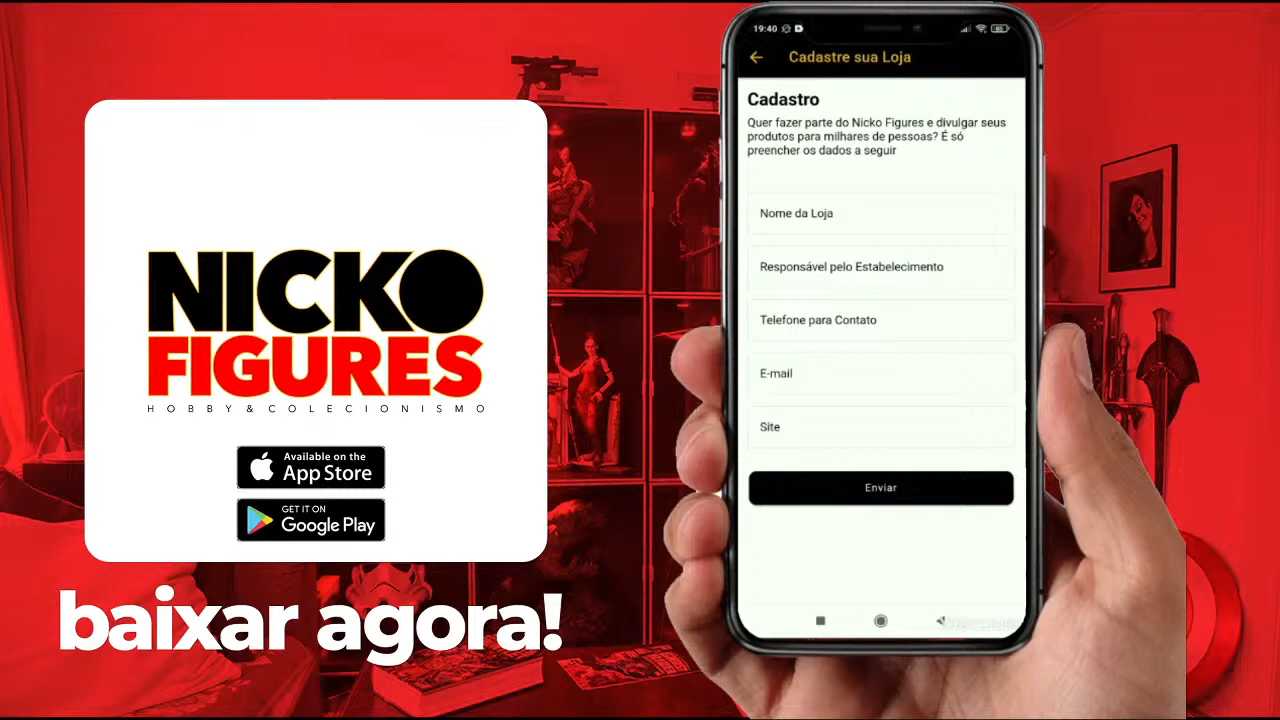 NICKO
FIGURES
HOBBY&COLECIONISMO
Available on the
App Store
GET IT ON
Google Play
baixar agora!
19:40
Cadastre sua Loja
Cadastro
Quer fazer parte do Nicko Figures e divulgar seus
produtos para milhares de pessoas? É só
preencher os dados a seguir
Nome da Loja
Responsável pelo Estabelecimento
Telefone para Contato
E-mail
Site
Enviar